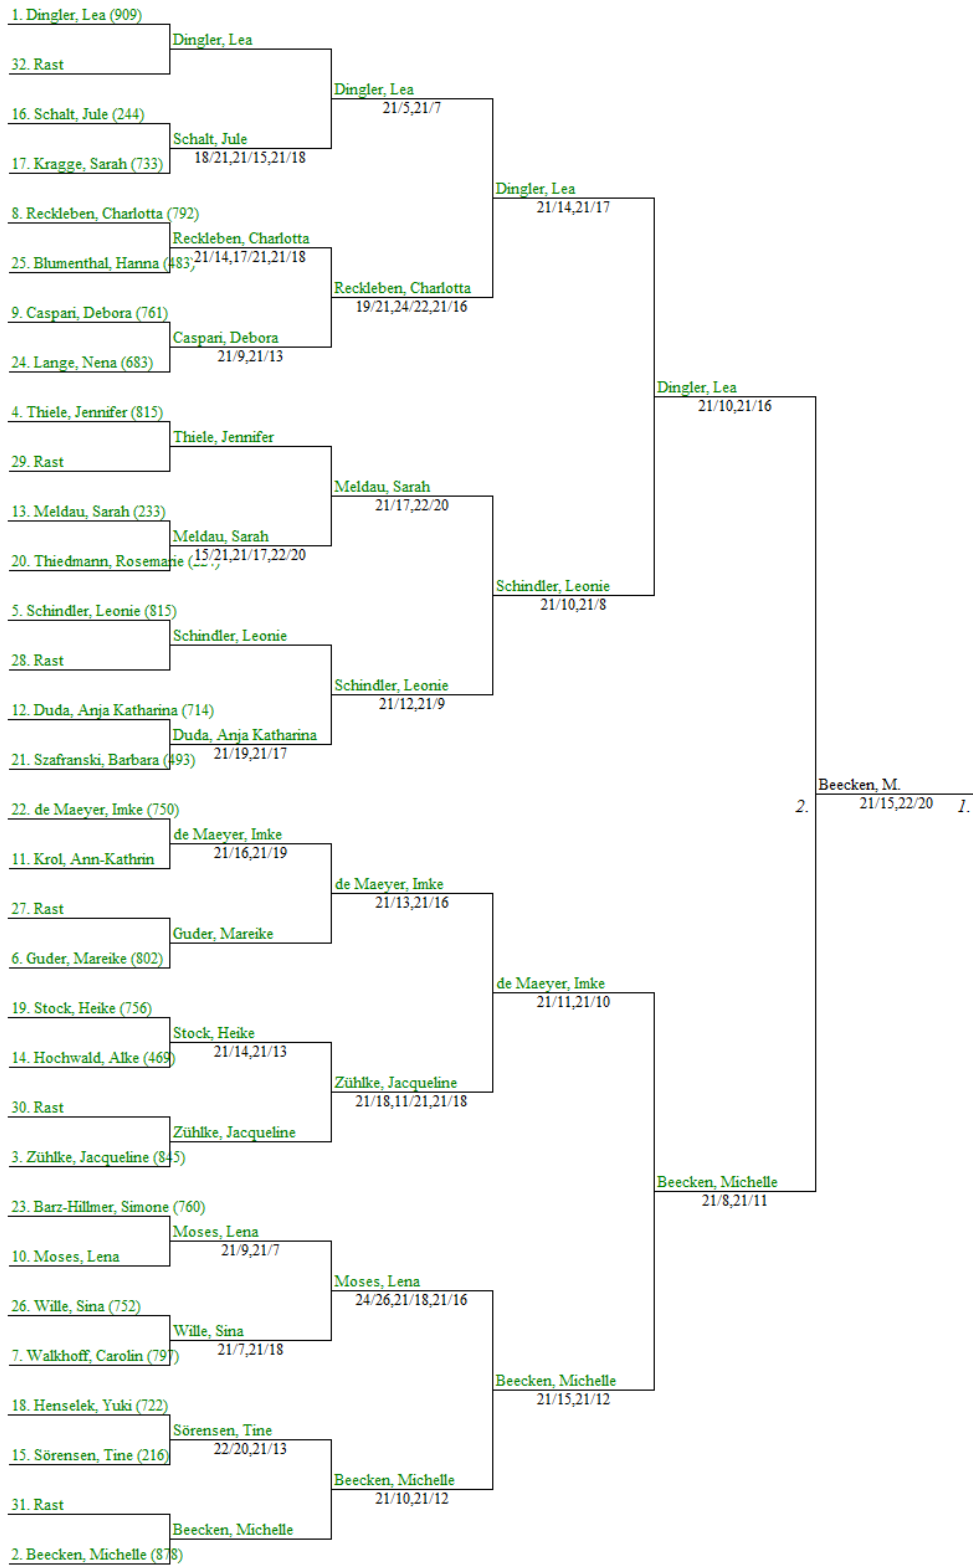 1. Dingler, Lea (909)
Dingler, Lea
32. Rast
Dingler, Lea
21/5,21/7
16. Schalt, Jule (244)
Schalt, Jule
18/21,21/15,21/18
17. Kragge, Sarah (733)
Dingler, Lea
21/14,21/17
8. Reckleben, Charlotta (792)
Reckleben, Charlotta
21/14,17/21,21/18
25. Blumenthal, Hanna (483)
Reckleben, Charlotta
19/21,24/22,21/16
9. Caspari, Debora (761)
Caspari, Debora
21/9,21/13
24. Lange, Nena (683)
Dingler, Lea
21/10,21/16
4. Thiele, Jennifer (815)
Thiele, Jennifer
29. Rast
Meldau, Sarah
21/17,22/20
13. Meldau, Sarah (233)
Meldau, Sarah
15/21,21/17,22/20
20. Thiedmann, Rosemarie
Schindler, Leonie
21/10,21/8
5. Schindler, Leonie (815)
Schindler, Leonie
28. Rast
Schindler, Leonie
21/12,21/9
12. Duda, Anja Katharina (714)
Duda, Anja Katharina
21/19,21/17
21. Szafranski, Barbara (493)
Beecken, M.
2. 21/15,22/20 1.
22. de Maeyer, Imke (750)
de Maeyer, Imke
21/16,21/19
11. Krol, Ann-Kathrin
de Maeyer, Imke
21/13,21/16
27. Rast
Guder, Mareike
6. Guder, Mareike (802)
de Maeyer, Imke
21/11,21/10
19. Stock, Heike (756)
Stock, Heike
21/14,21/13
14. Hochwald, Alke (469)
Zühlke, Jacqueline
21/18,11/21,21/18
30. Rast
Zühlke, Jacqueline
3. Zühlke, Jacqueline (845)
Beecken, Michelle
21/8,21/11
23. Barz-Hillmer, Simone (760)
Moses, Lena
21/9,21/7
10. Moses, Lena
Moses, Lena
24/26,21/18,21/16
26. Wille, Sina (752)
Wille, Sina
21/7,21/18
7. Walkhoff, Carolin (797)
Beecken, Michelle
21/15,21/12
18. Henselek, Yuki (722)
Sörensen, Tine
22/20,21/13
15. Sörensen, Tine (216)
Beecken, Michelle
21/10,21/12
31. Rast
Beecken, Michelle
2. Beecken, Michelle (878)